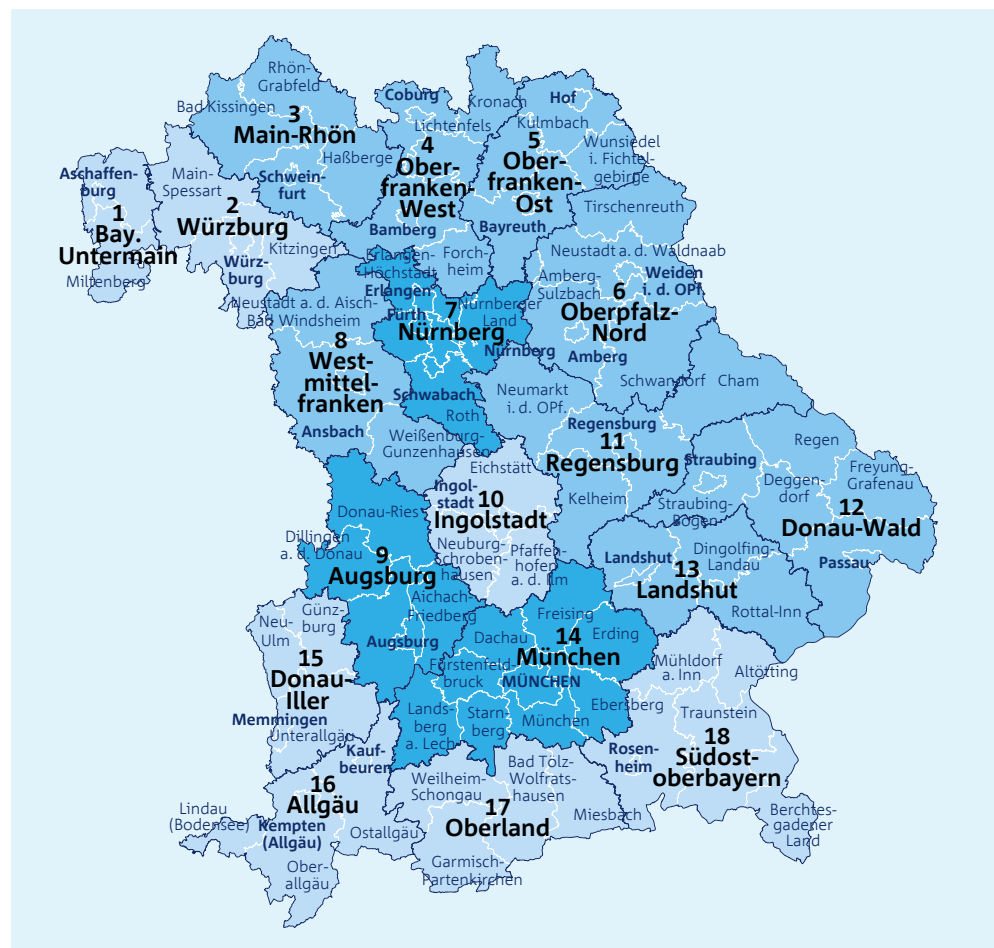 Rhön-
Grabfeld
Bad Kissingen
3
Main-Rhön
Haßberge
Schwein-
furt
Coburg
Kronach
Lichtenfels
4
Ober-
franken-
West
Bamberg
Forch-
heim
Hof
Kulmbach
5
Ober-
franken-
Ost
Wunsiedel
i. Fichtel-
gebirge
Bayreuth
Aschaffen-
burg
1
Bay.
Untermain
Miltenberg
Main-
Spessart
2
Würzburg
Kitzingen
Würz-
burg
Tirschenreuth
Neustadt a. d. Waldnaab
Amberg-
Sulzbach
Weiden
i. d. OPf.
6
Oberpfalz-
Nord
Amberg
Schwandorf
Erlangen-
Höchstadt
Erlangen
Fürth
7
Nürnberg
Nürnberger
Land
Nürnberg
Schwabach
Roth
Neustadt a. d. Aisch-
Bad Windsheim
8
West-
mittel-
franken
Ansbach
Weißenburg-
Gunzenhausen
Neumarkt
i. d. OPf.
Cham
Regensburg
11
Regensburg
Kelheim
Straubing
Regen
Deggen-
dorf
Freyung-
Grafenau
Straubing-
Bogen
12
Donau-Wald
Passau
Eichstätt
Ingol-
stadt
10
Ingolstadt
Neuburg-
Schroben-
hausen
Pfaffen-
hofen
a. d. Ilm
Donau-Ries
Dillingen
a. d. Donau
9
Augsburg
Aichach-
Friedberg
Augsburg
Landshut
Dingolfing-
Landau
13
Landshut
Rottal-Inn
Freising
14
München
Erding
Dachau
Fürstenfeld-
bruck
MÜNCHEN
Ebersberg
Lands-
berg
a. Lech
Starn-
berg
München
Günz-
burg
Neu-
Ulm
15
Donau-
Iller
Memmingen
Unterallgäu
Mühldorf
a. Inn
Altötting
Traunstein
18
Südost-
oberbayern
Rosen-
heim
Berchtes-
gadener
Land
Kauf-
beuren
16
Allgäu
Lindau
(Bodensee)
Kempten
(Allgäu)
Ostallgäu
Ober-
allgäu
Weilheim-
Schongau
Bad Tölz-
Wolfrats-
hausen
Miesbach
17
Oberland
Garmisch-
Partenkirchen